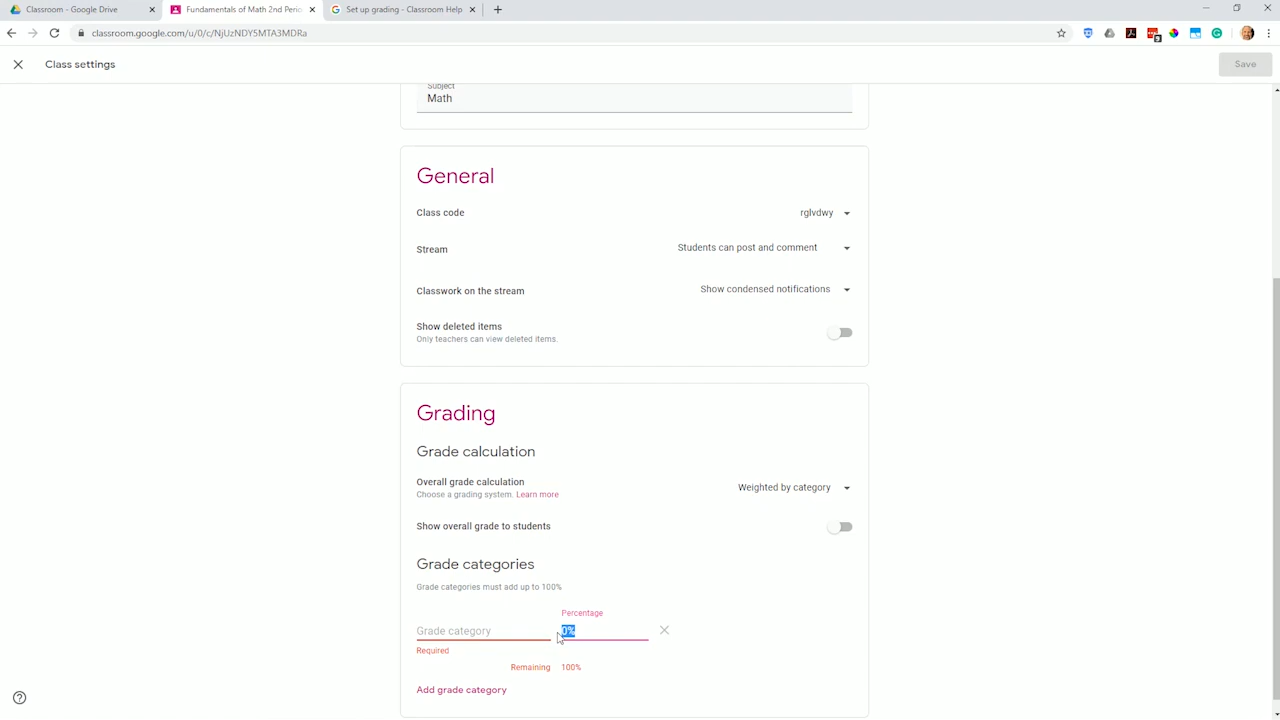 Classroom - Google Drive
Fundamentals of Math 2nd Perio
Set up grading - Classroom Help
classroom.google.com/u/0/c/NjUzNDY5MTA3MDRa
Class settings
Save
Subject
Math
General
Class code
rglvdwy
Stream
Students can post and comment
Classwork on the stream
Show condensed notifications
Show deleted items
Only teachers can view deleted items.
Grading
Grade calculation
Overall grade calculation
Choose a grading system. Learn more
Weighted by category
Show overall grade to students
Grade categories
Grade categories must add up to 100%
Percentage
Grade category
0%
Required
Remaining 100%
Add grade category